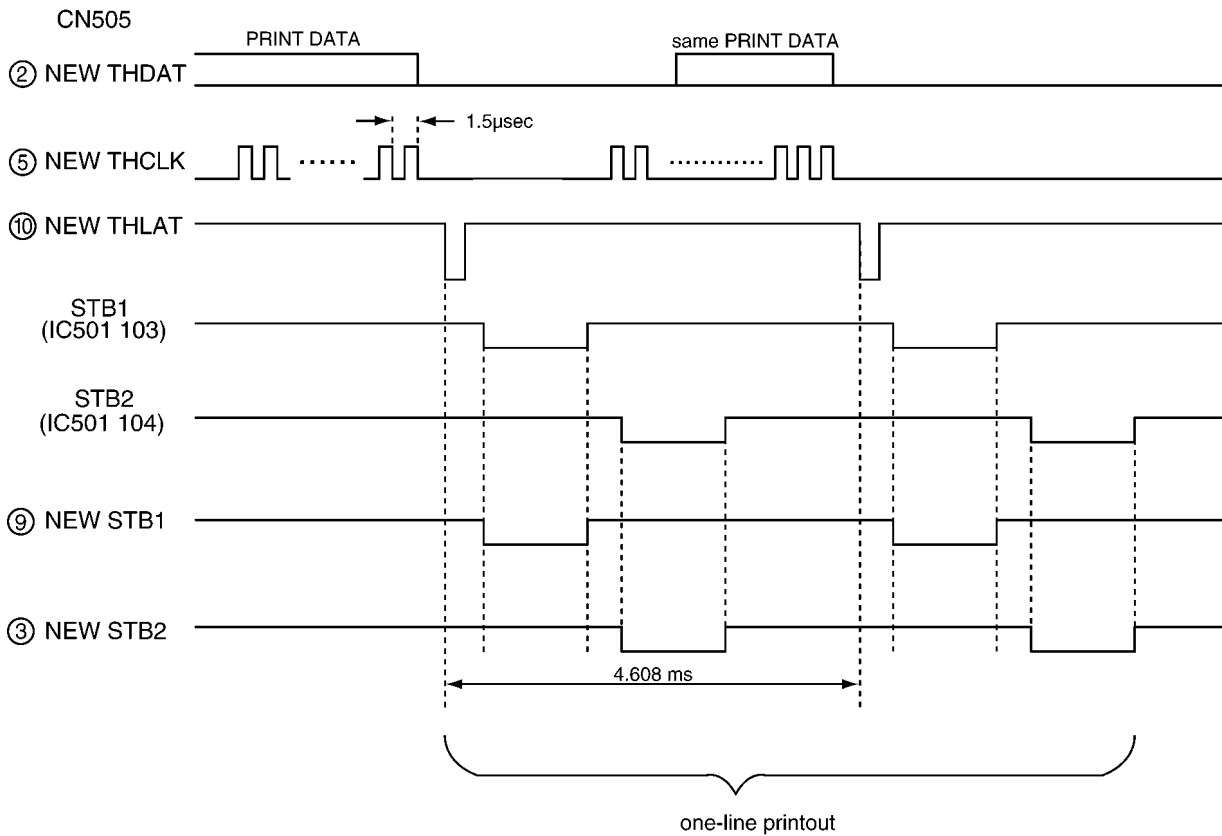 CN505
PRINT DATA
same PRINT DATA
② NEW THDAT
1.5µsec
⑤ NEW THCLK
⑩ NEW THLAT
STB1
(IC501 103)
STB2
(IC501 104)
⑨ NEW STB1
③ NEW STB2
4.608 ms
one-line printout